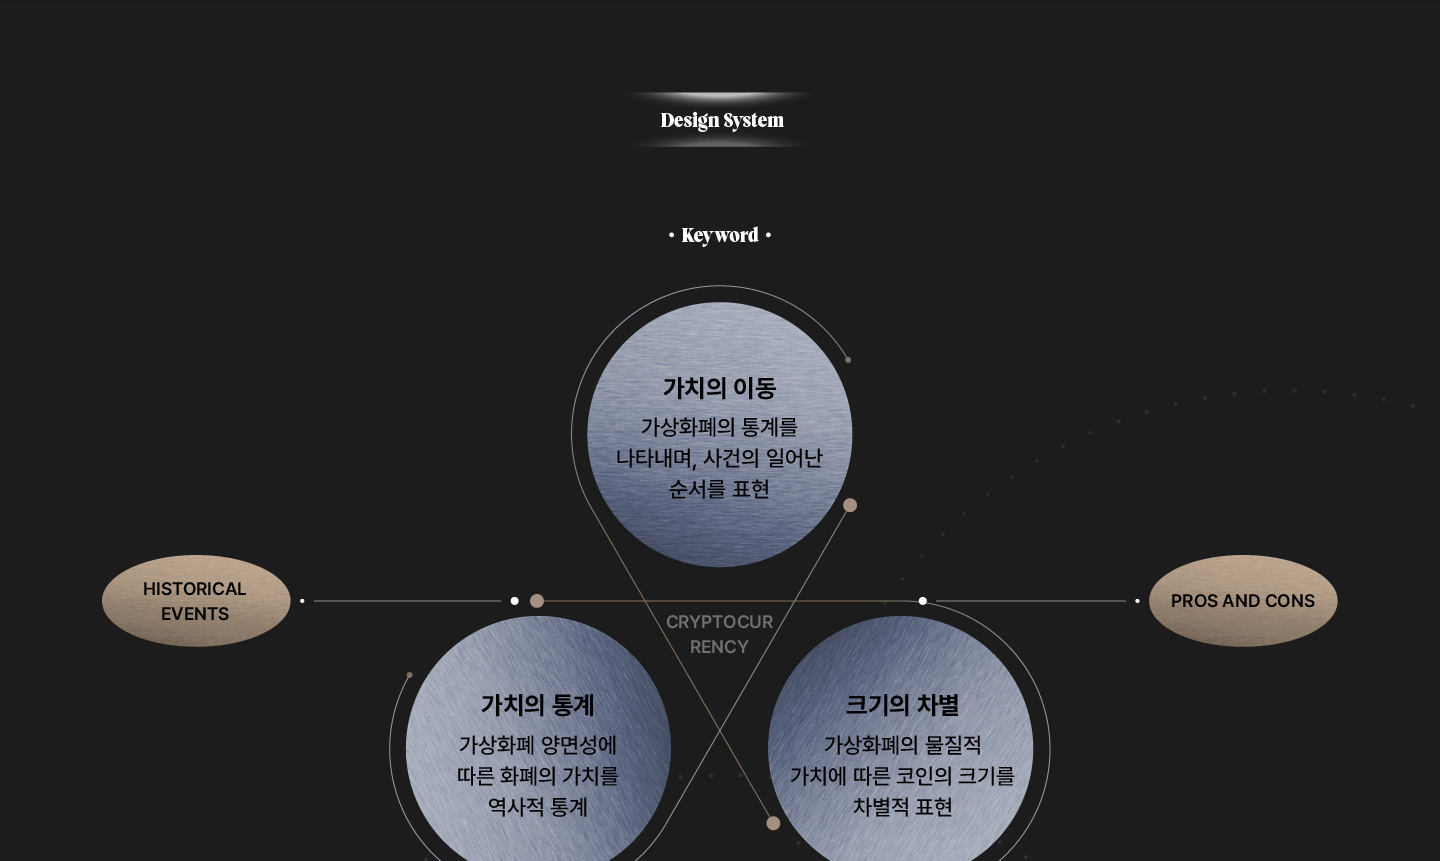 Design System
• Keyword •
가치의 이동
가상화폐의 통계를
나타내며, 사건의 일어난
순서를 표현
HISTORICAL
EVENTS
PROS AND CONS
CRYPTOCUR
RENCY
가치의 통계
가상화폐 양면성에
따른 화폐의 가치를
역사적 통계
크기의 차별
가상화폐의 물질적
가치에 따른 코인의 크기를
차별적 표현